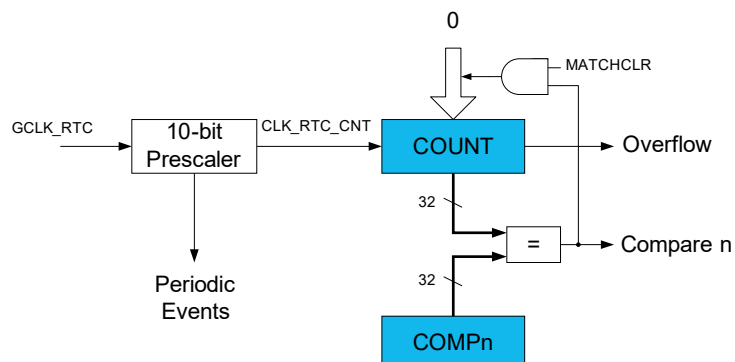 0
MATCHCLR
GCLK_RTC
10-bit
Prescaler
CLK_RTC_CNT
COUNT
Overflow
32
=
Compare n
Periodic
Events
32
COMPn